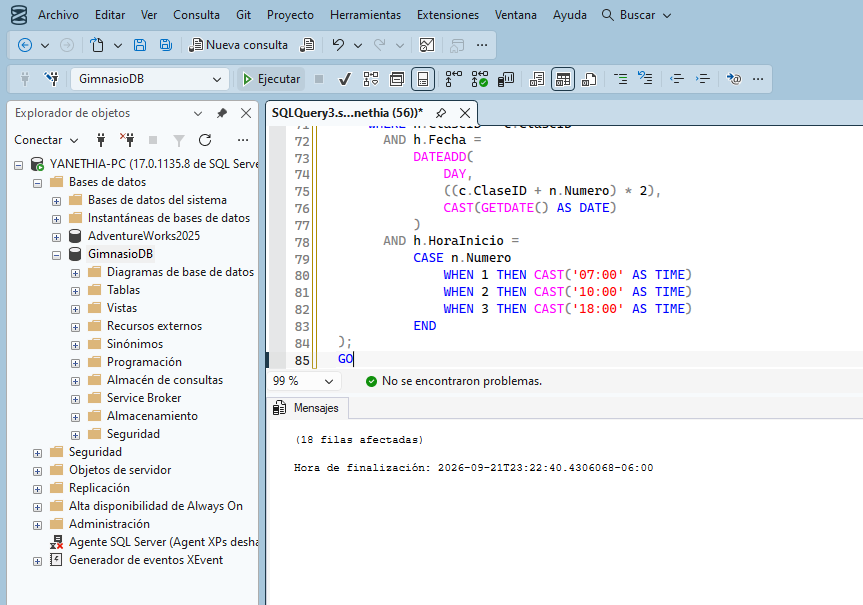 Archivo Editar Ver Consulta Git Proyecto Herramientas Extensiones Ventana Ayuda Buscar
Nueva consulta
GimnasioDB Ejecutar
Explorador de objetos
Conectar
YANETHIA-PC (17.0.1135.8 de SQL Serve
Bases de datos
Bases de datos del sistema
Instantáneas de bases de datos
AdventureWorks2025
GimnasioDB
Diagramas de base de datos
Tablas
Vistas
Recursos externos
Sinónimos
Programación
Almacén de consultas
Service Broker
Almacenamiento
Seguridad
Seguridad
Objetos de servidor
Replicación
Alta disponibilidad de Always On
Administración
Agente SQL Server (Agent XPs desha
Generador de eventos XEvent
SQLQuery3.s...nethia (56))*
71 WHERE h.ClaseID = c.ClaseID
72 AND h.Fecha =
73 DATEADD(
74 DAY,
75 ((c.ClaseID + n.Numero) * 2),
76 CAST(GETDATE() AS DATE)
77 )
78 AND h.HoraInicio =
79 CASE n.Numero
80 WHEN 1 THEN CAST('07:00' AS TIME)
81 WHEN 2 THEN CAST('10:00' AS TIME)
82 WHEN 3 THEN CAST('18:00' AS TIME)
83 END
84 );
85 GO
99 % No se encontraron problemas.
Mensajes
(18 filas afectadas)
Hora de finalización: 2026-09-21T23:22:40.4306068-06:00